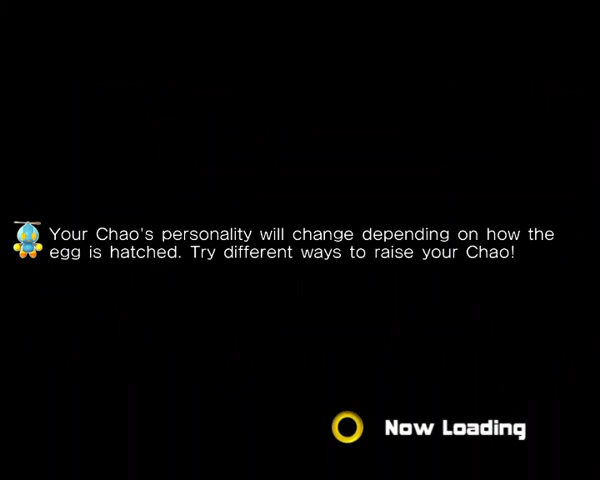 Your Chao's personality will change depending on how the
egg is hatched. Try different ways to raise your Chao!
Now Loading